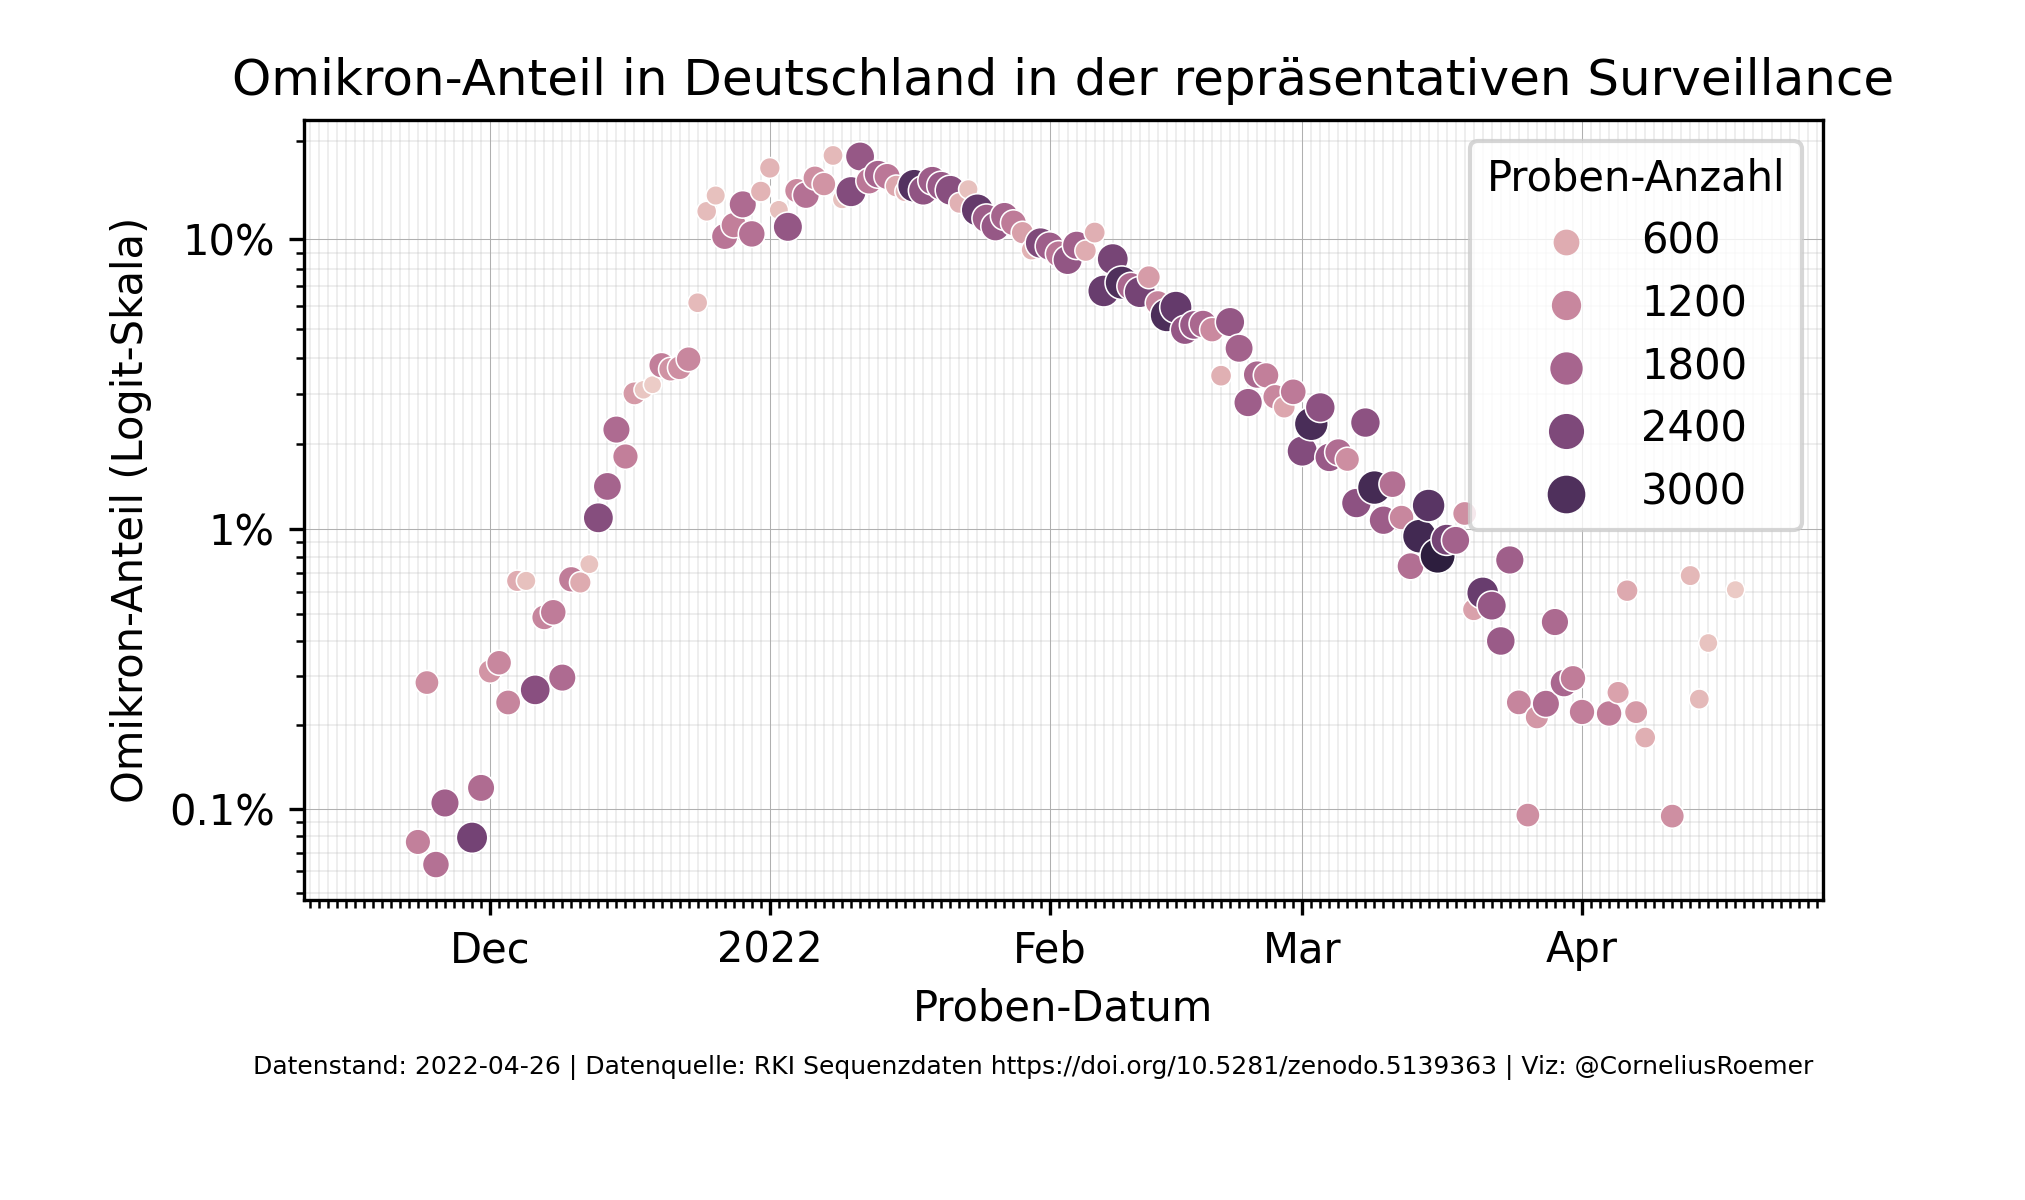 Omikron-Anteil in Deutschland in der repräsentativen Surveillance
Omikron-Anteil (Logit-Skala)
10%
1%
0.1%
Proben-Anzahl
600
1200
1800
2400
3000
Dec
2022
Feb
Mar
Apr
Proben-Datum
Datenstand: 2022-04-26 | Datenquelle: RKI Sequenzdaten https://doi.org/10.5281/zenodo.5139363 | Viz: @CorneliusRoemer